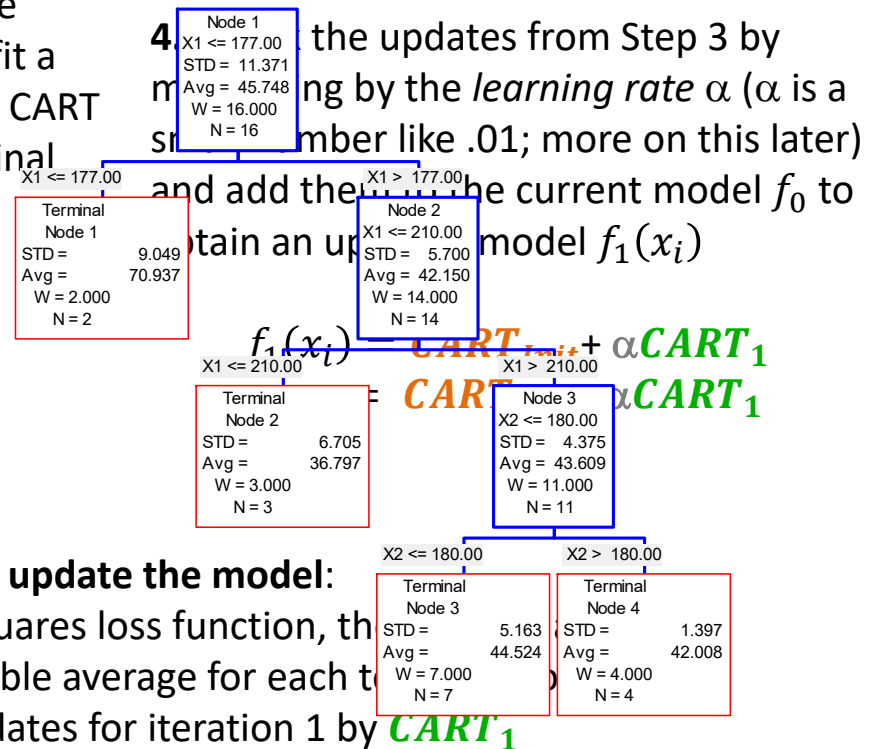 e
fit a
CART
inal
4. the updates from Step 3 by
ng by the learning rate α (α is a
mber like .01; more on this later)
and add the current model f₀ to
tain an up model f₁(xᵢ)
f₁(xᵢ) = CART + αCART₁
= CAR αCART₁
Node 1
X1 <= 177.00
STD = 11.371
Avg = 45.748
W = 16.000
N = 16
X1 <= 177.00
X1 > 177.00
Terminal
Node 1
STD = 9.049
Avg = 70.937
W = 2.000
N = 2
Node 2
X1 <= 210.00
STD = 5.700
Avg = 42.150
W = 14.000
N = 14
X1 <= 210.00
X1 > 210.00
Terminal
Node 2
STD = 6.705
Avg = 36.797
W = 3.000
N = 3
Node 3
X2 <= 180.00
STD = 4.375
Avg = 43.609
W = 11.000
N = 11
X2 <= 180.00
X2 > 180.00
Terminal
Node 3
STD = 5.163
Avg = 44.524
W = 7.000
N = 7
Terminal
Node 4
STD = 1.397
Avg = 42.008
W = 4.000
N = 4
update the model:
uares loss function, th
ble average for each t
dates for iteration 1 by CART₁